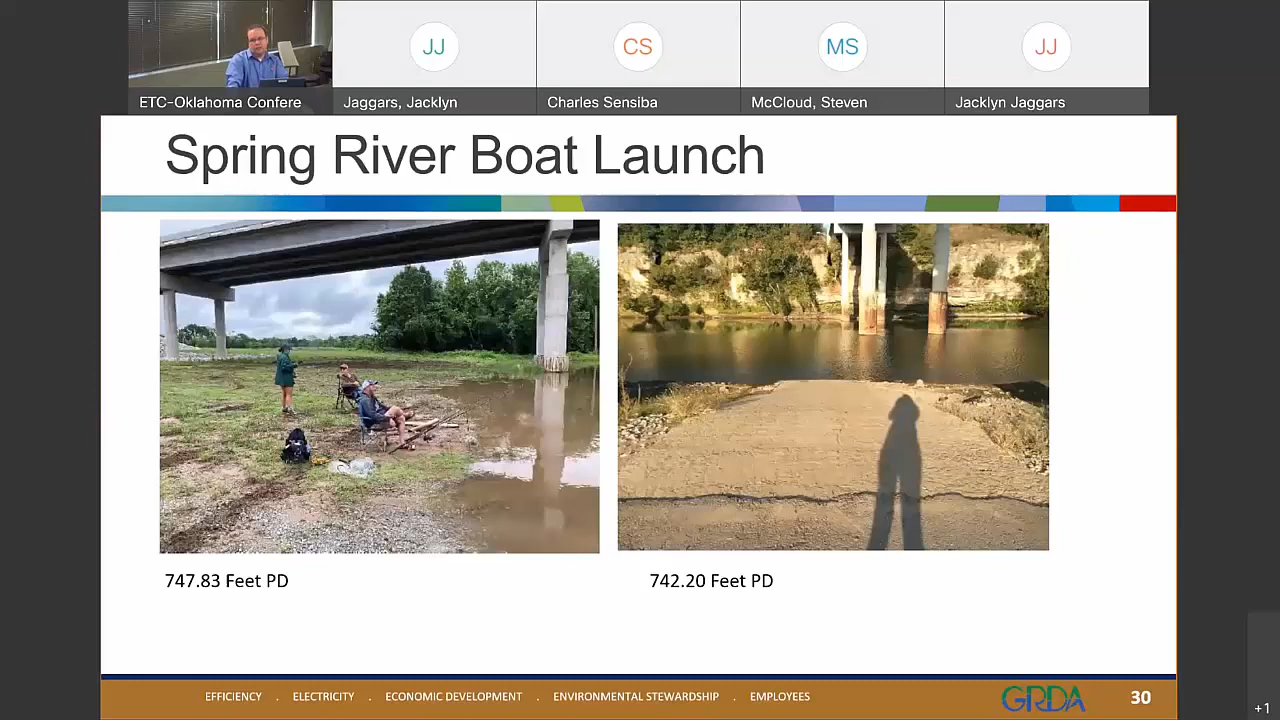 JJ
CS
MS
JJ
ETC-Oklahoma Confere
Jaggars, Jacklyn
Charles Sensiba
McCloud, Steven
Jacklyn Jaggars
Spring River Boat Launch
747.83 Feet PD
742.20 Feet PD
EFFICIENCY . ELECTRICITY . ECONOMIC DEVELOPMENT . ENVIRONMENTAL STEWARDSHIP . EMPLOYEES
GRDA
30
+1